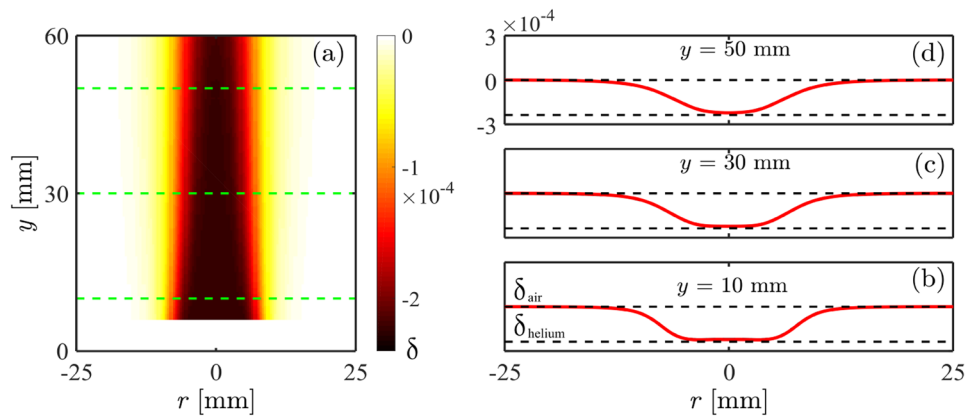 60
(a)
30
0
y [mm]
-25
0
25
r [mm]
0
-1
×10⁻⁴
-2
δ
×10⁻⁴
3
0
-3
y = 50 mm
(d)
y = 30 mm
(c)
y = 10 mm
(b)
δair
δhelium
-25
0
25
r [mm]